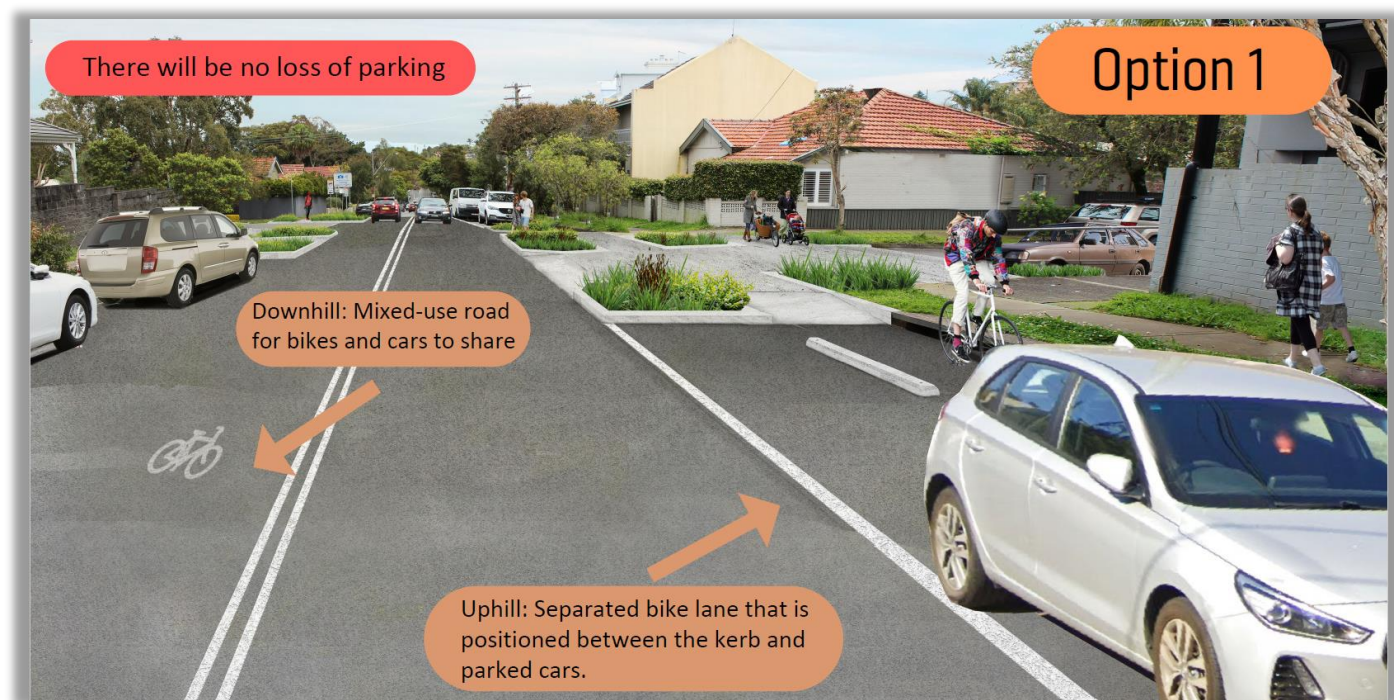 There will be no loss of parking
Option 1
Downhill: Mixed-use road
for bikes and cars to share
Uphill: Separated bike lane that is
positioned between the kerb and
parked cars.